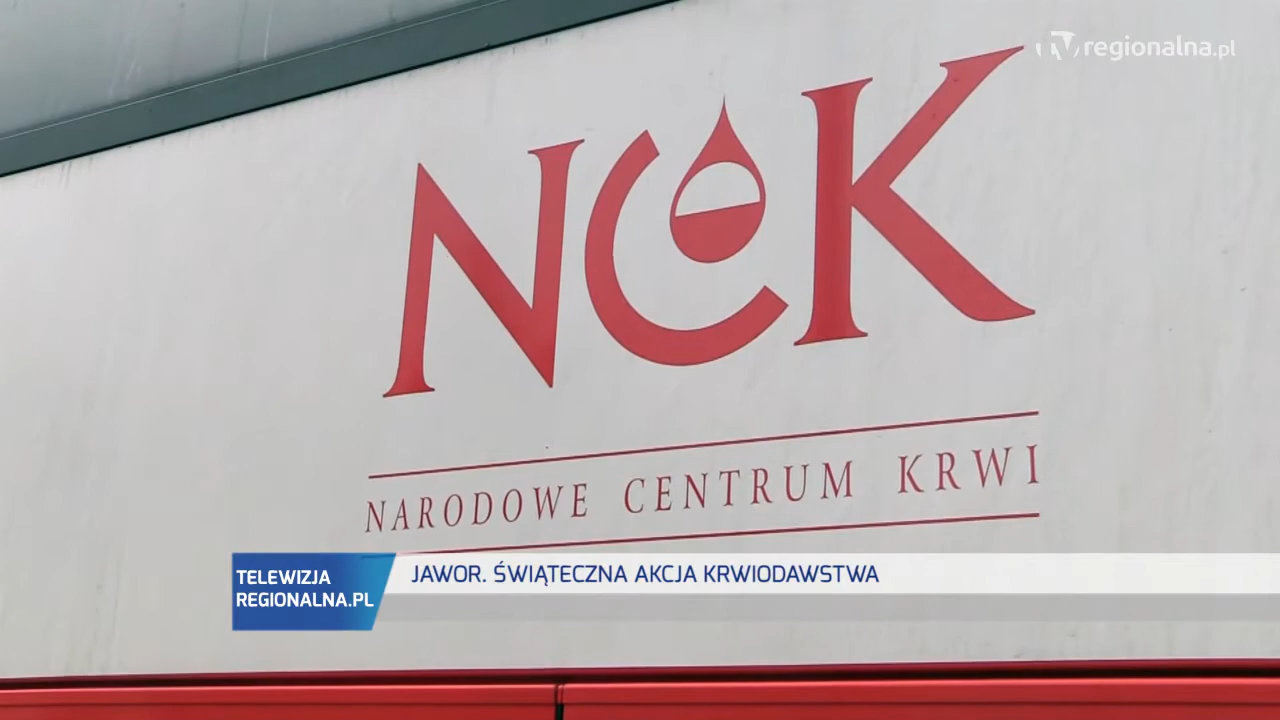 regionalna.pl
NCK
NARODOWE CENTRUM KRWI
TELEWIZJA
REGIONALNA.PL
JAWOR. ŚWIĄTECZNA AKCJA KRWIODAWSTWA